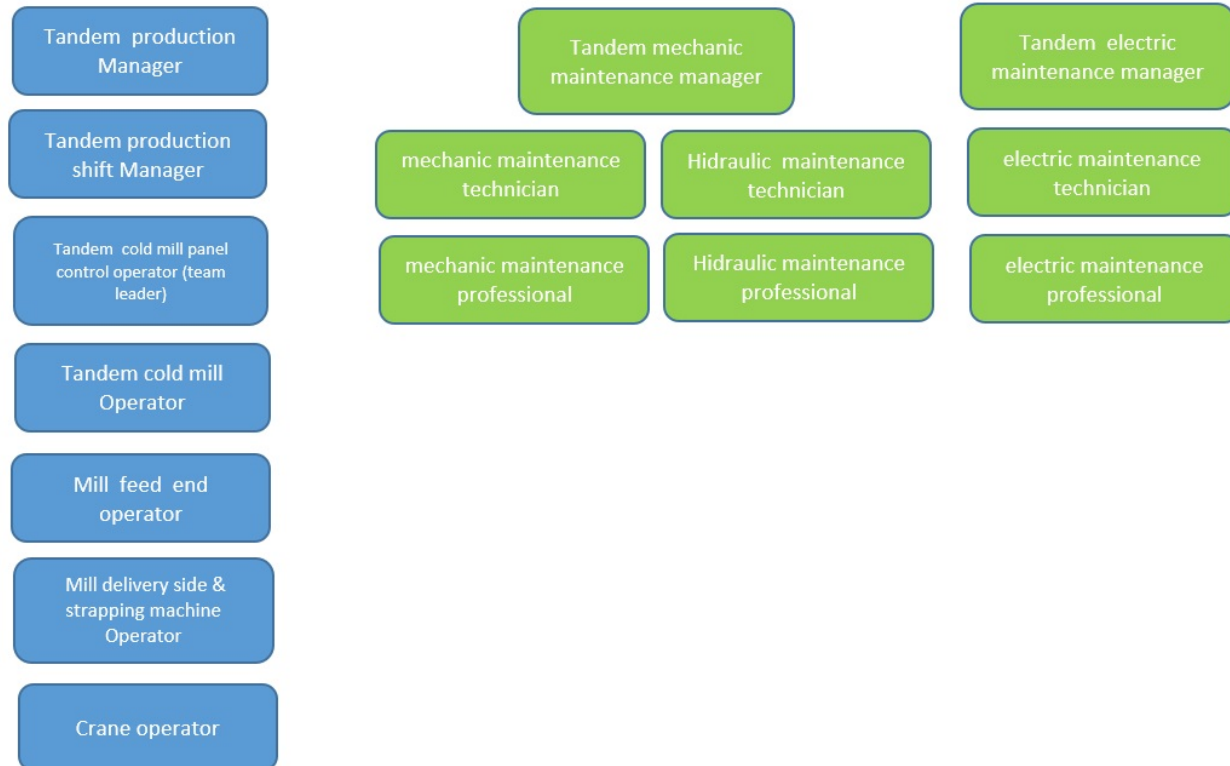 Tandem production
Manager
Tandem production
shift Manager
Tandem cold mill panel
control operator (team
leader)
Tandem cold mill
Operator
Mill feed end
operator
Mill delivery side &
strapping machine
Operator
Crane operator
Tandem mechanic
maintenance manager
mechanic maintenance
technician
Hidraulic maintenance
technician
mechanic maintenance
professional
Hidraulic maintenance
professional
Tandem electric
maintenance manager
electric maintenance
technician
electric maintenance
professional